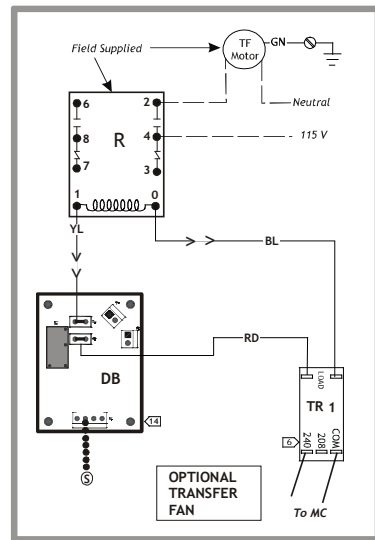 Field Supplied
TF
Motor
GN
6
2
Neutral
8
R
4
115 V
7
3
1
0
YL
BL
RD
DB
LOAD
TR 1
14
6
240
208
COM
S
OPTIONAL
TRANSFER
FAN
To MC